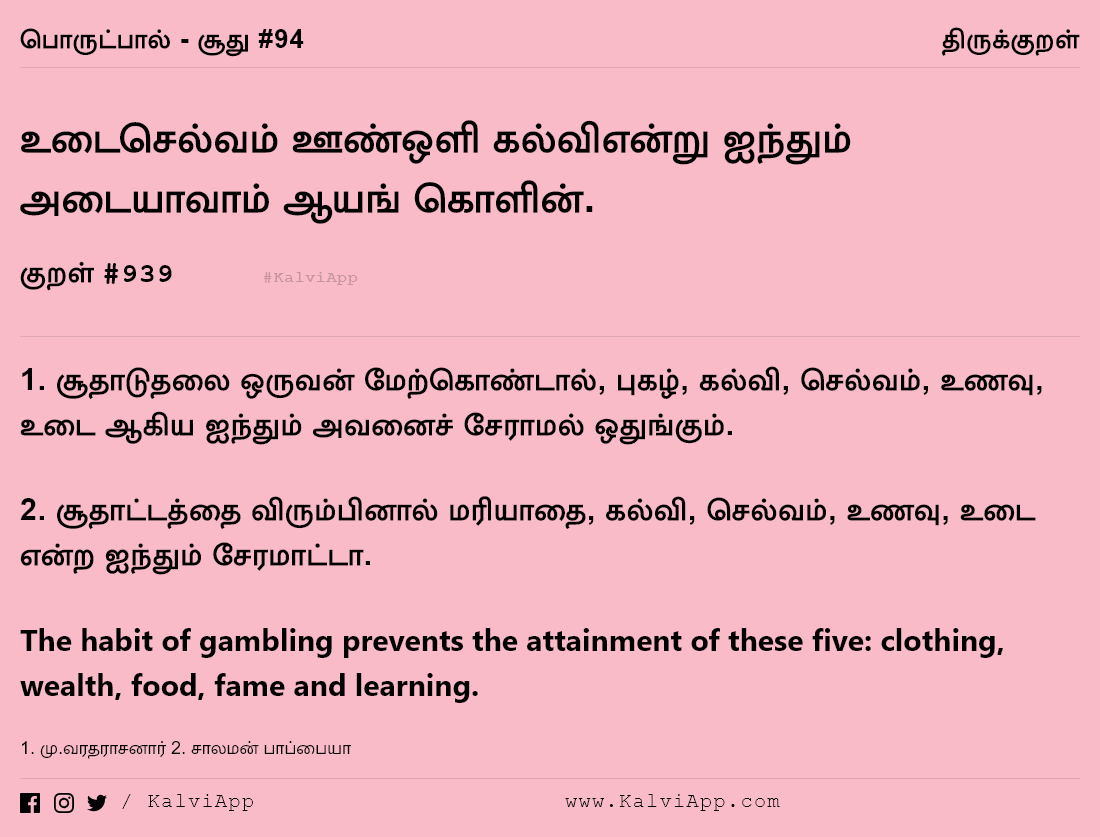 பொருட்பால் - சூது #94 திருக்குறள்
உடைசெல்வம் ஊண்ஒளி கல்விஎன்று ஐந்தும்
அடையாவாம் ஆயங் கொளின்.
குறள் #939 #KalviApp
1. சூதாடுதலை ஒருவன் மேற்கொண்டால், புகழ், கல்வி, செல்வம், உணவு,
உடை ஆகிய ஐந்தும் அவனைச் சேராமல் ஒதுங்கும்.
2. சூதாட்டத்தை விரும்பினால் மரியாதை, கல்வி, செல்வம், உணவு, உடை
என்ற ஐந்தும் சேரமாட்டா.
The habit of gambling prevents the attainment of these five: clothing,
wealth, food, fame and learning.
1. மு.வரதராசனார் 2. சாலமன் பாப்பையா
/ KalviApp www.KalviApp.com